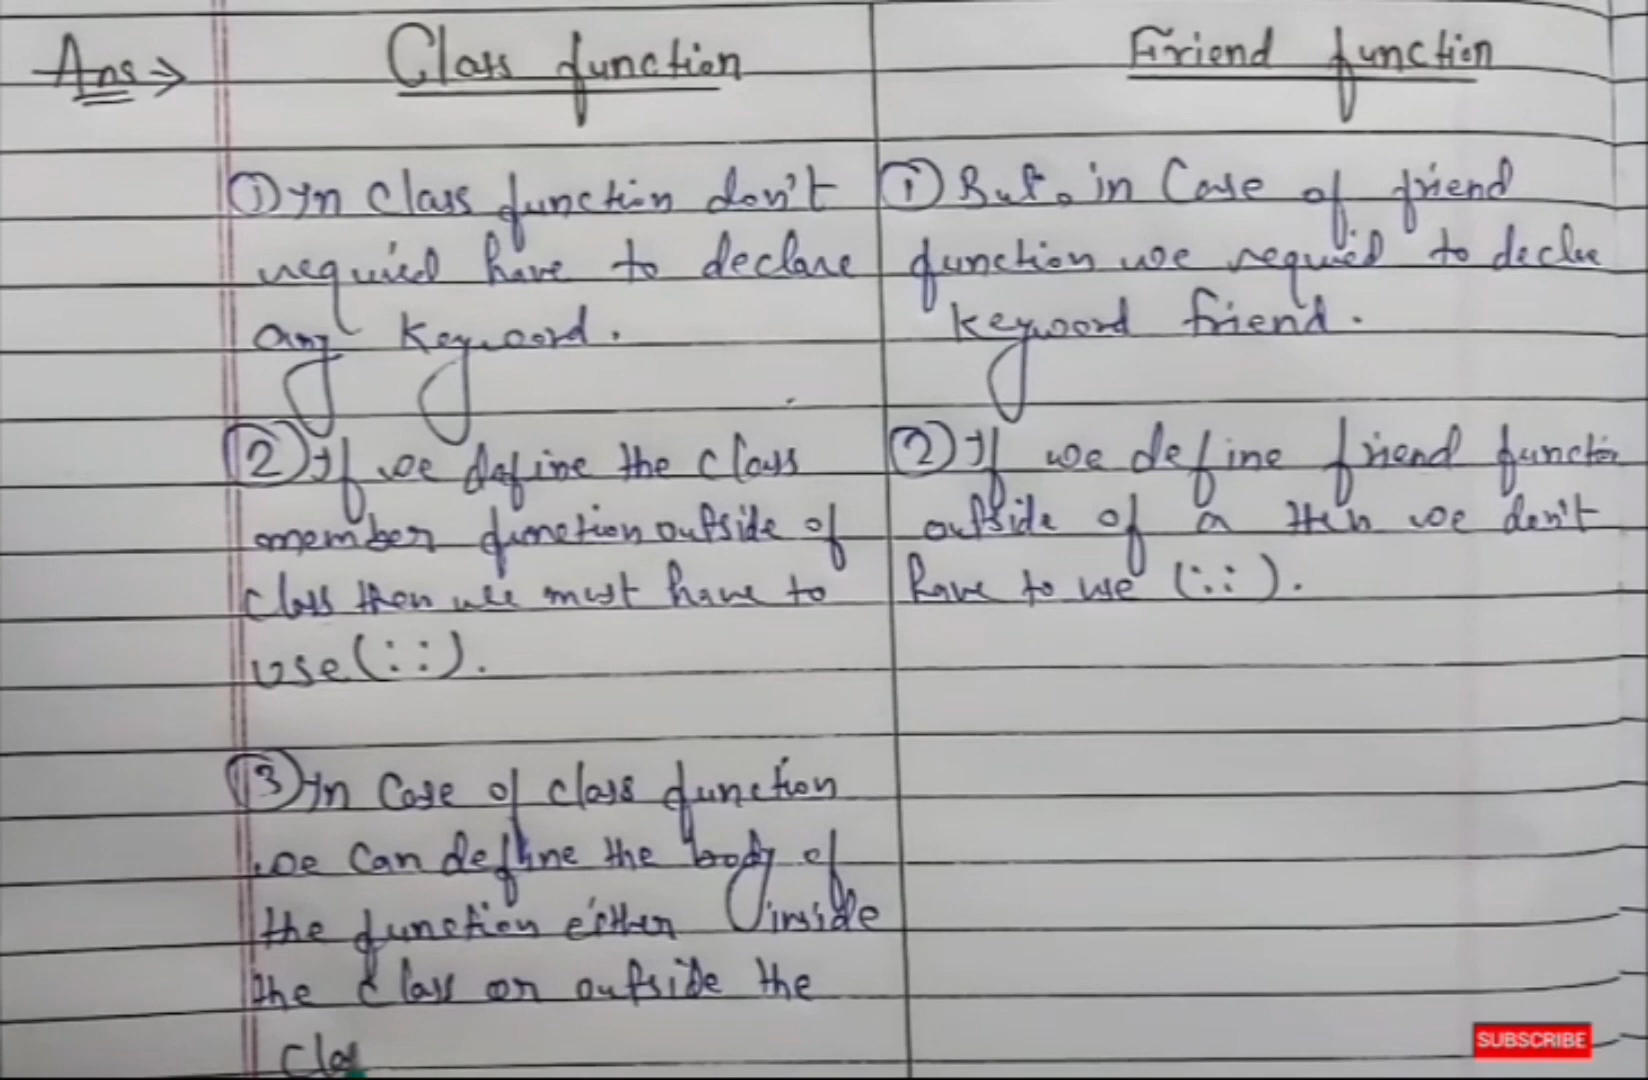 Ans → Class function Friend function
① In class function don't
requied have to declare
any keyword.
② If we define the class
member function outside of
class then we must have to
use (::).
③ In Case of class function
we can define the body of
the function either inside
the class or outside the
Clas
① But, in Case of friend
function we requied to declre
keyword friend.
② If we define friend function
outside of a then we don't
have to use (::).
SUBSCRIBE